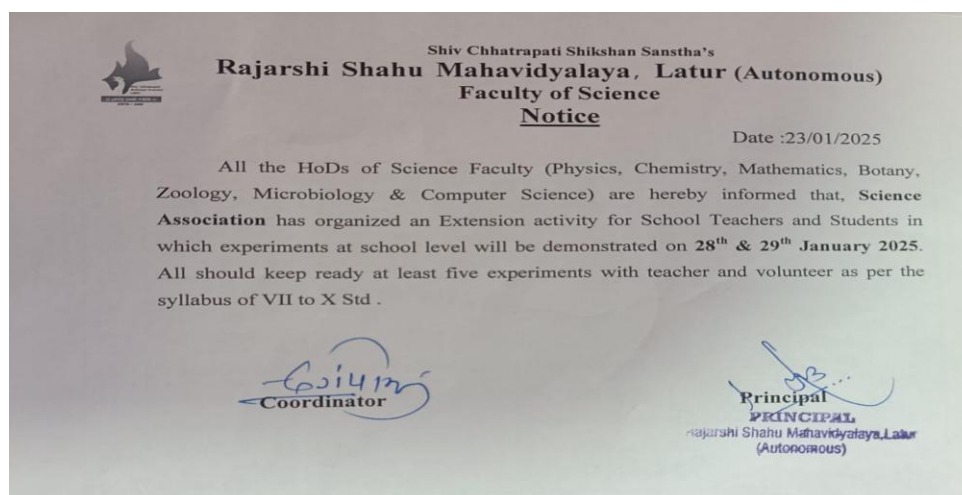 Shiv Chhatrapati Shikshan Sanstha's
Rajarshi Shahu Mahavidyalaya, Latur (Autonomous)
Faculty of Science
Notice
Date :23/01/2025
All the HoDs of Science Faculty (Physics, Chemistry, Mathematics, Botany,
Zoology, Microbiology & Computer Science) are hereby informed that, Science
Association has organized an Extension activity for School Teachers and Students in
which experiments at school level will be demonstrated on 28th & 29th January 2025.
All should keep ready at least five experiments with teacher and volunteer as per the
syllabus of VII to X Std .
Coordinator
Principal
PRINCIPAL
Rajarshi Shahu Mahavidyalaya,Latur
(Autonomous)